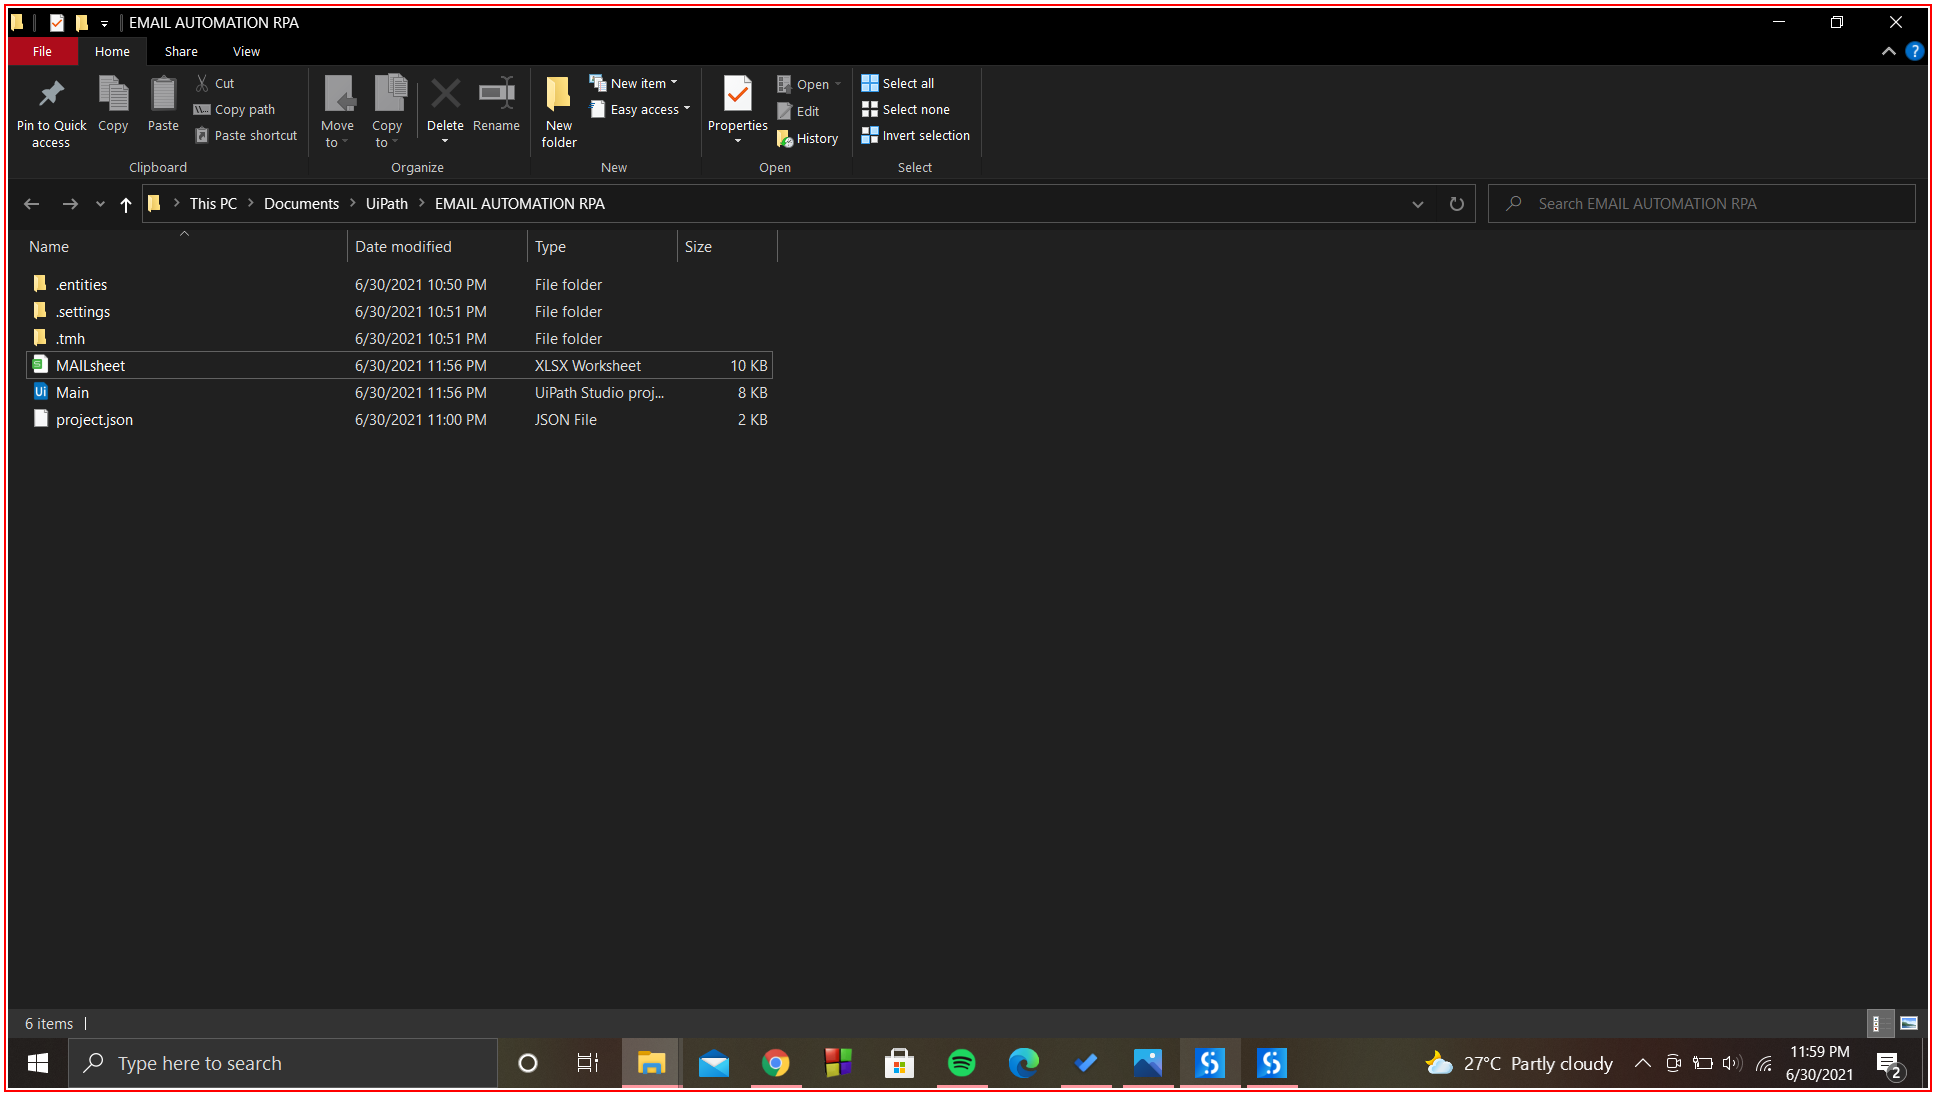 EMAIL AUTOMATION RPA
File Home Share View
Pin to Quick access
Copy
Paste
Cut
Copy path
Paste shortcut
Clipboard
Move to
Copy to
Delete
Rename
Organize
New folder
New item
Easy access
New
Properties
Open
Edit
History
Open
Select all
Select none
Invert selection
Select
This PC Documents UiPath EMAIL AUTOMATION RPA
Search EMAIL AUTOMATION RPA
Name Date modified Type Size
.entities 6/30/2021 10:50 PM File folder
.settings 6/30/2021 10:51 PM File folder
.tmh 6/30/2021 10:51 PM File folder
MAILsheet 6/30/2021 11:56 PM XLSX Worksheet 10 KB
Ui Main 6/30/2021 11:56 PM UiPath Studio proj... 8 KB
project.json 6/30/2021 11:00 PM JSON File 2 KB
6 items
Type here to search
27°C Partly cloudy
11:59 PM
6/30/2021
2